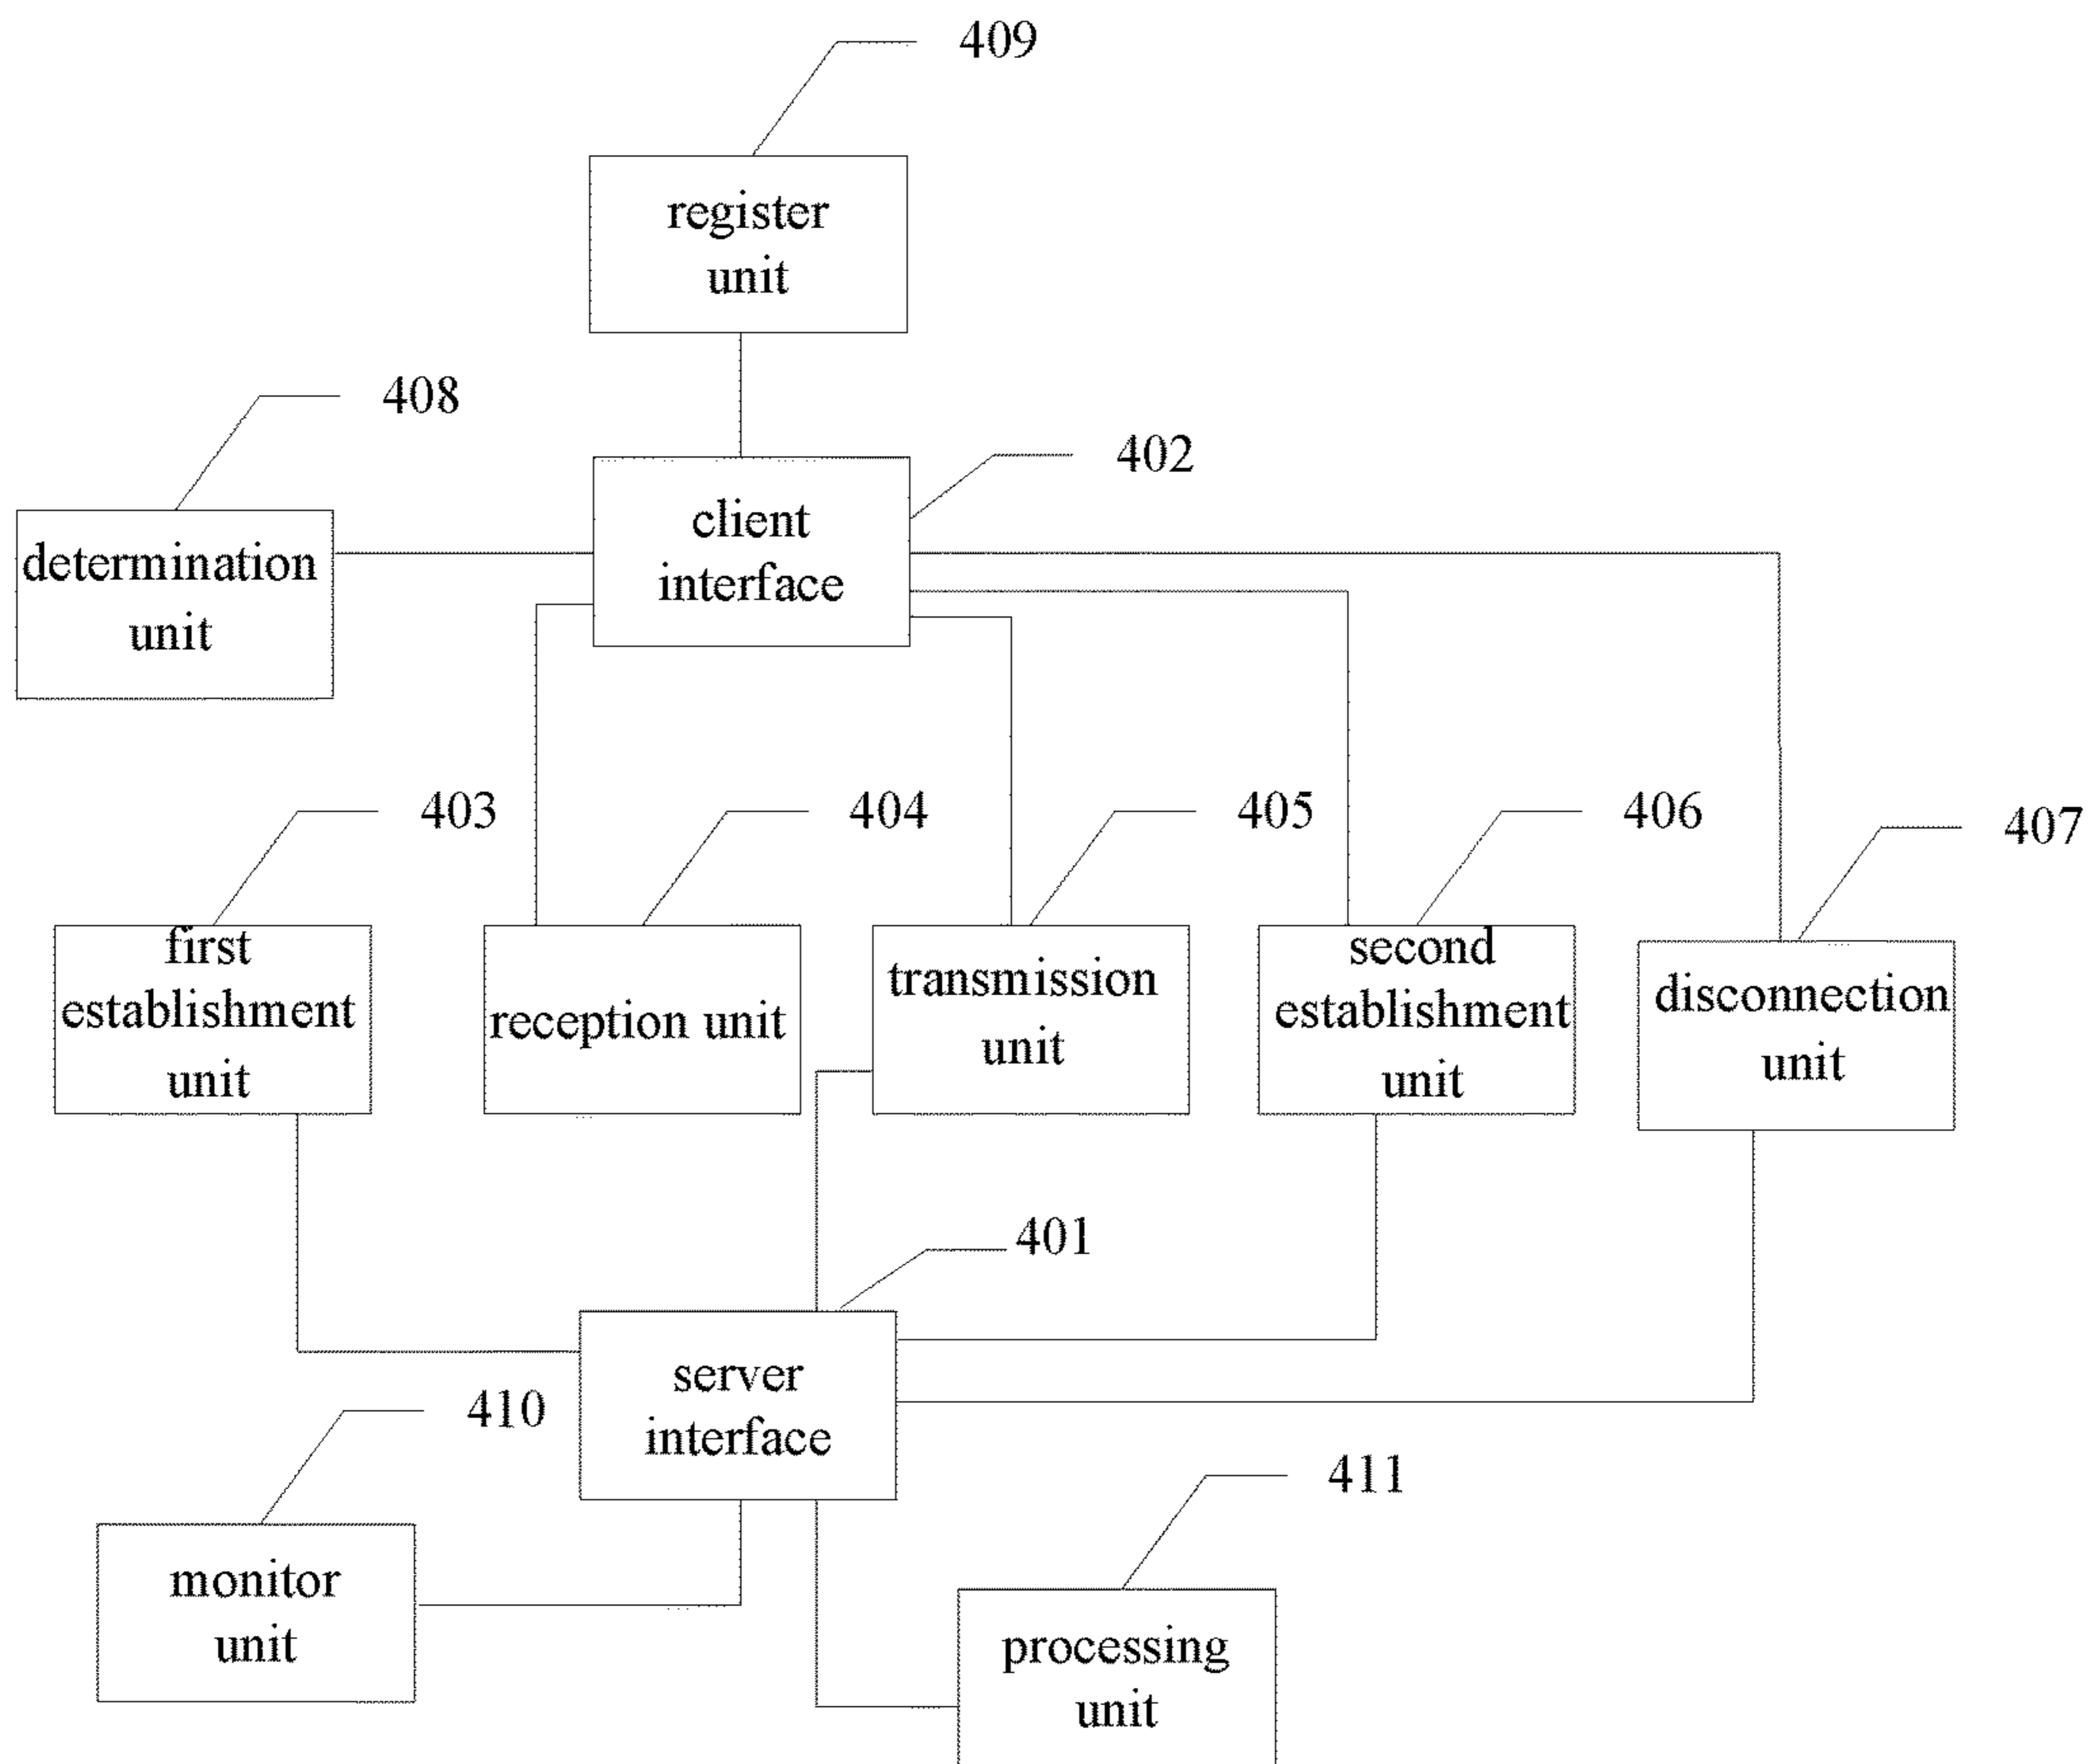 409
register
unit
408
402
client
interface
determination
unit
403
404
405
406
407
first
establishment
unit
reception unit
transmission
unit
second
establishment
unit
disconnection
unit
401
server
interface
410
411
monitor
unit
processing
unit